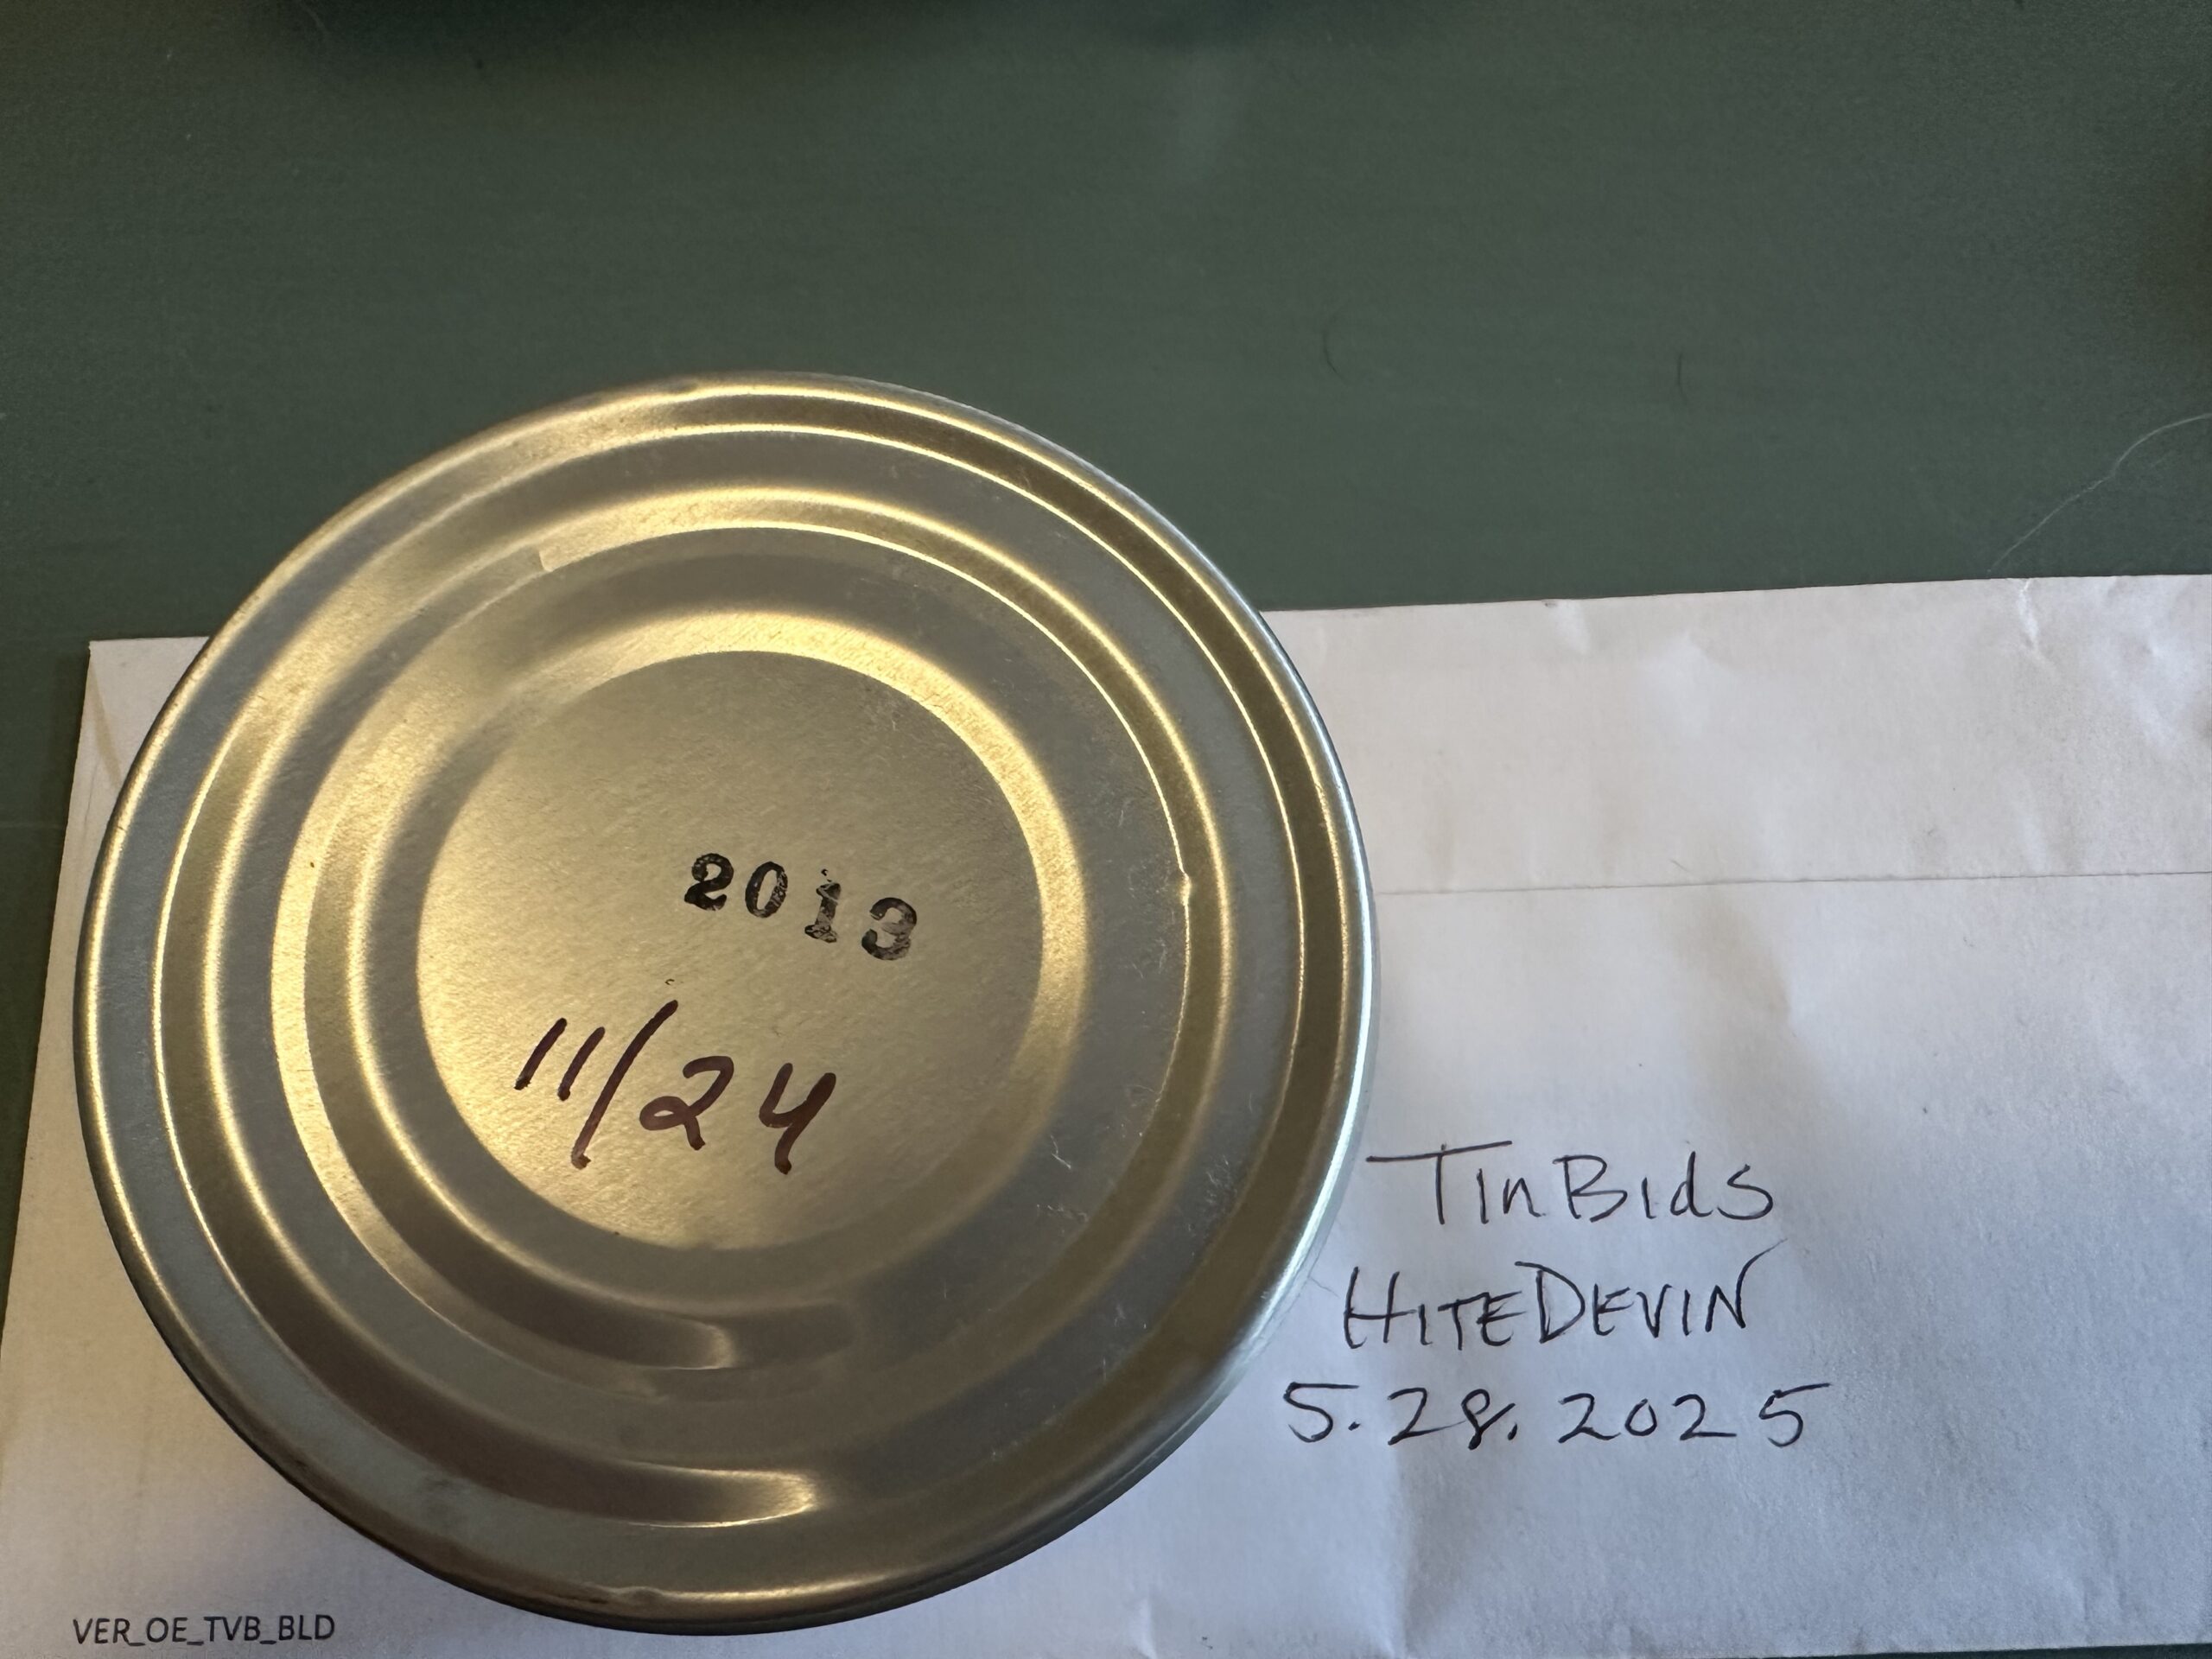 2013
11/24
TinBids
HITEDEVIN
5.28.2025
VER_OE_TVB_BLD